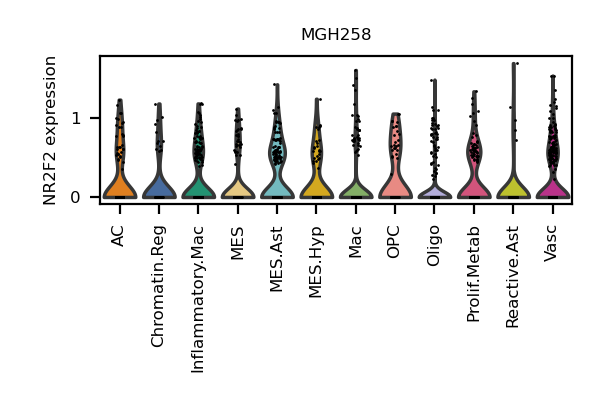 MGH258
NR2F2 expression
1
0
AC
Chromatin.Reg
Inflammatory.Mac
MES
MES.Ast
MES.Hyp
Mac
OPC
Oligo
Prolif.Metab
Reactive.Ast
Vasc